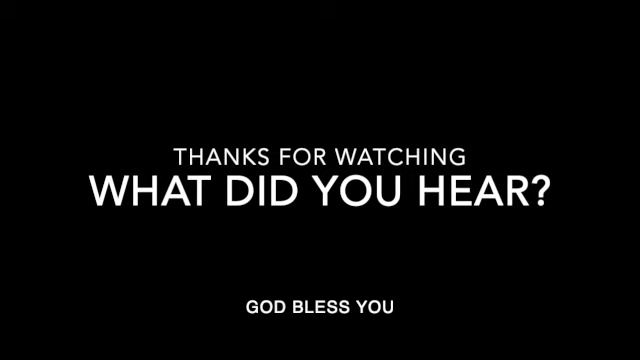 THANKS FOR WATCHING
WHAT DID YOU HEAR?
GOD BLESS YOU